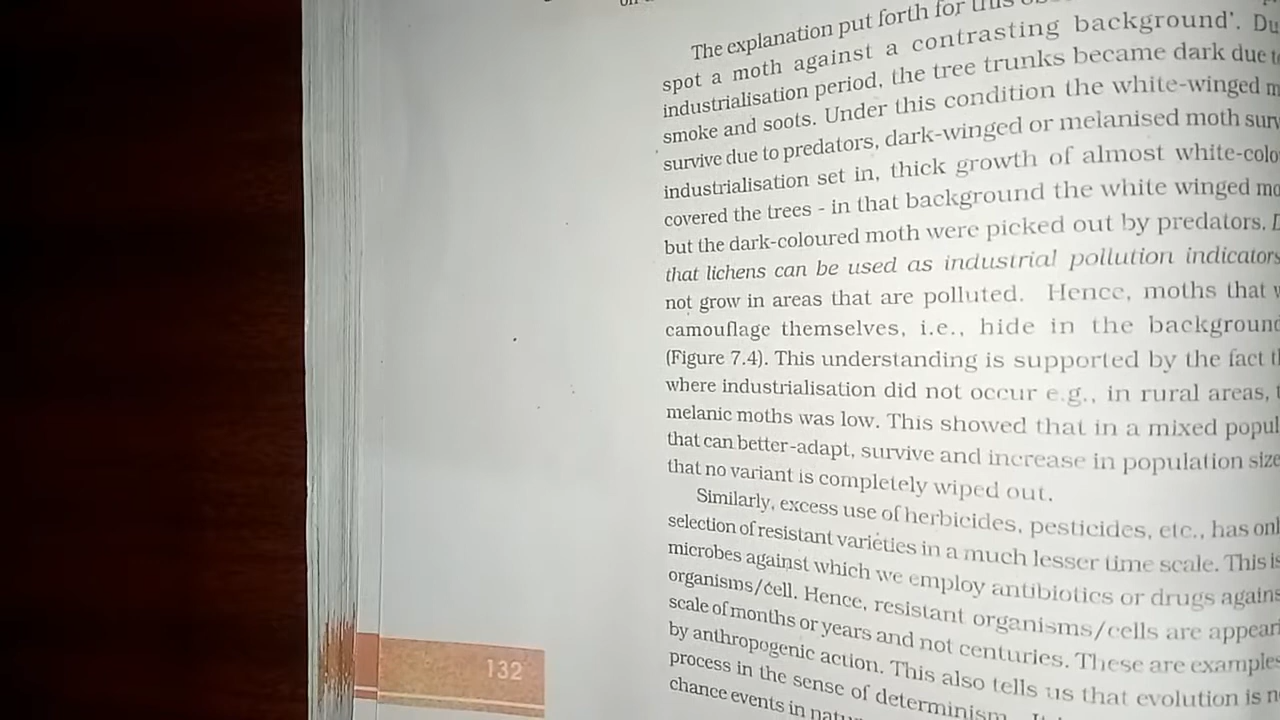 The explanation put forth for
spot a moth against a contrasting background'. Du
industrialisation period, the tree trunks became dark due t
smoke and soots. Under this condition the white-winged m
survive due to predators, dark-winged or melanised moth surv
industrialisation set in, thick growth of almost white-colo
covered the trees - in that background the white winged mo
but the dark-coloured moth were picked out by predators. D
that lichens can be used as industrial pollution indicators
not grow in areas that are polluted. Hence, moths that w
camouflage themselves, i.e., hide in the background
(Figure 7.4). This understanding is supported by the fact th
where industrialisation did not occur e.g., in rural areas, t
melanic moths was low. This showed that in a mixed popul
that can better-adapt, survive and increase in population size
that no variant is completely wiped out.
Similarly, excess use of herbicides, pesticides, etc., has onl
selection of resistant varieties in a much lesser time scale. This is
microbes against which we employ antibiotics or drugs agains
organisms/cell. Hence, resistant organisms/cells are appeari
scale of months or years and not centuries. These are examples
by anthropogenic action. This also tells us that evolution is n
process in the sense of determinism.
chance events in natu
132